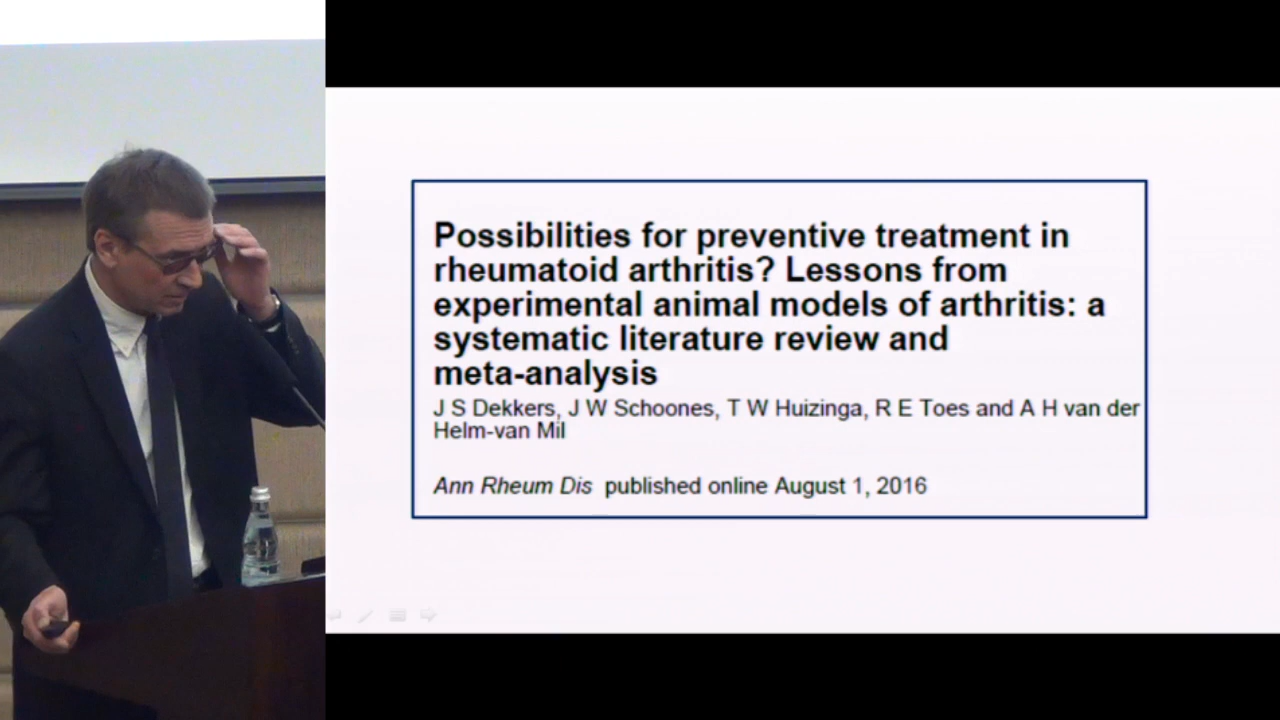 Possibilities for preventive treatment in
rheumatoid arthritis? Lessons from
experimental animal models of arthritis: a
systematic literature review and
meta-analysis
J S Dekkers, J W Schoones, T W Huizinga, R E Toes and A H van der
Helm-van Mil
Ann Rheum Dis published online August 1, 2016